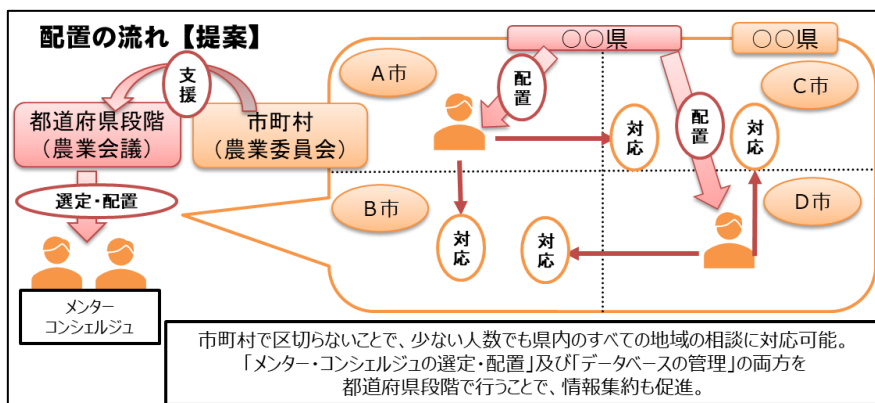 配置の流れ【提案】
支援
都道府県段階
（農業会議）
市町村
（農業委員会）
選定・配置
メンター
コンシェルジュ
〇〇県
〇〇県
A市
配置
対応
配置
対応
C市
B市
対応
対応
D市
市町村で区切らないことで、少ない人数でも県内のすべての地域の相談に対応可能。
「メンター・コンシェルジュの選定・配置」及び「データベースの管理」の両方を
都道府県段階で行うことで、情報集約も促進。